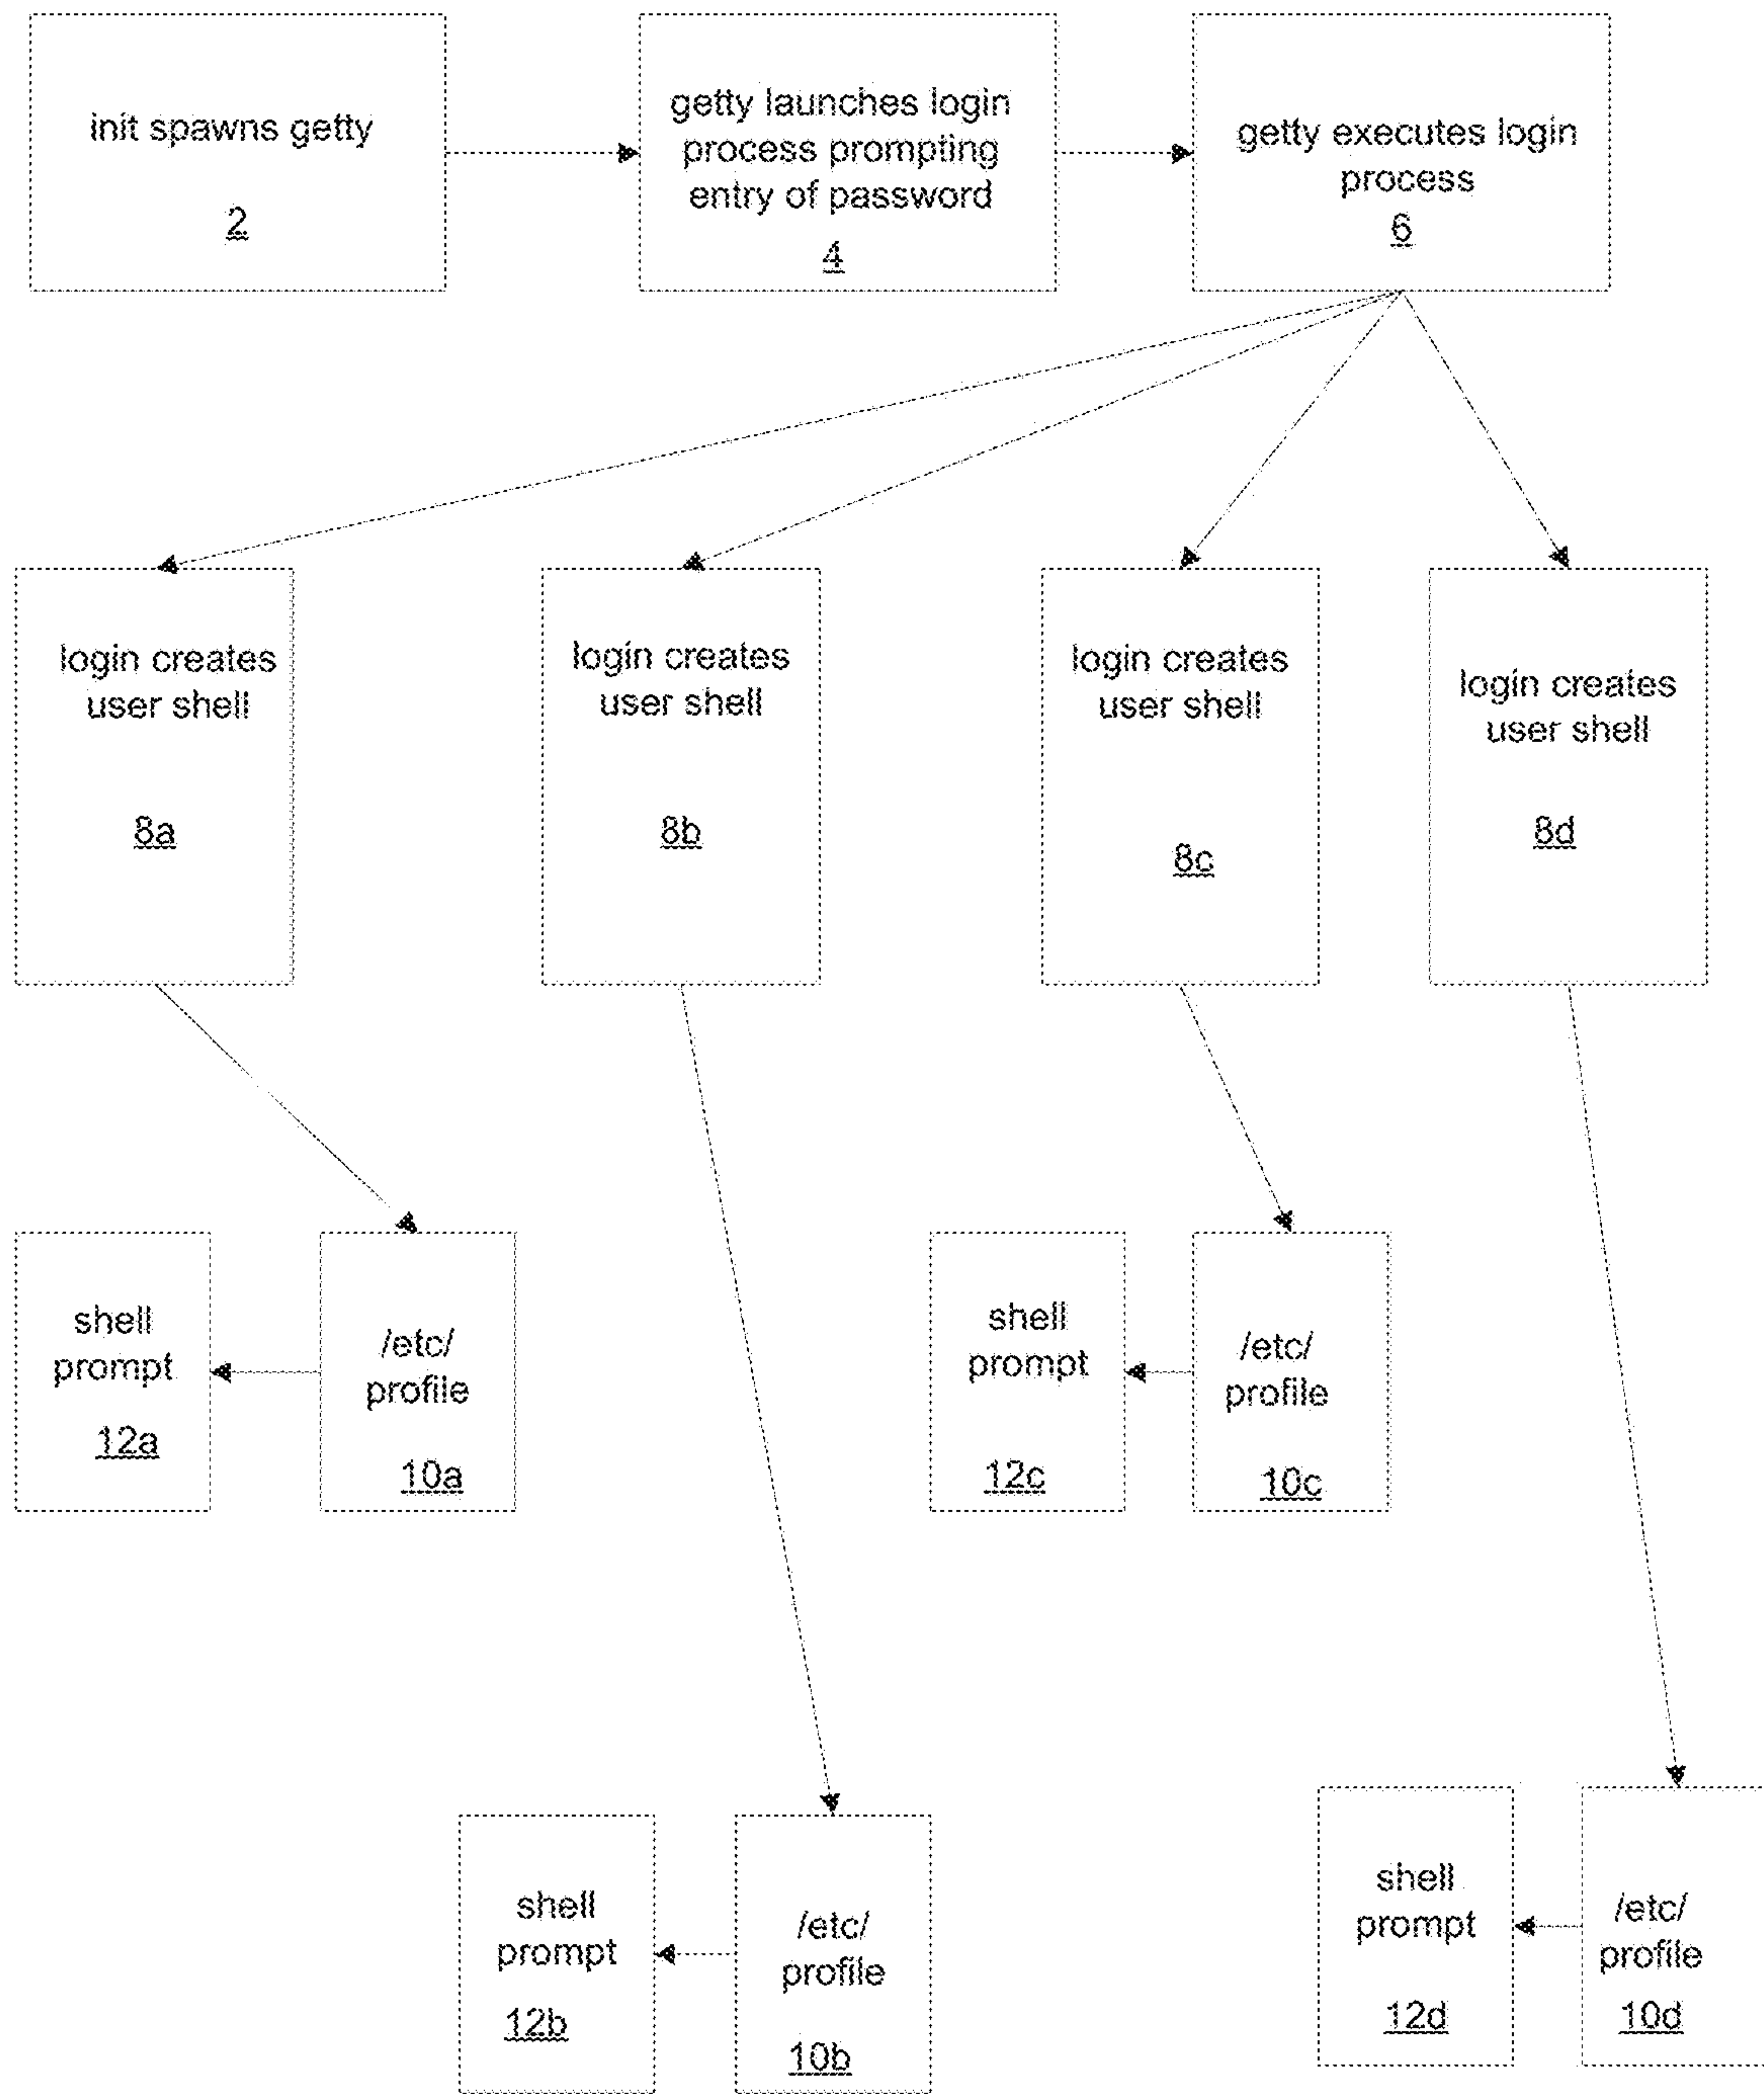 init spawns getty
2
getty launches login
process prompting
entry of password
4
getty executes login
process
6
login creates
user shell
8a
login creates
user shell
8b
login creates
user shell
8c
login creates
user shell
8d
shell
prompt
12a
/etc/
profile
10a
shell
prompt
12c
/etc/
profile
10c
shell
prompt
12b
/etc/
profile
10b
shell
prompt
12d
/etc/
profile
10d